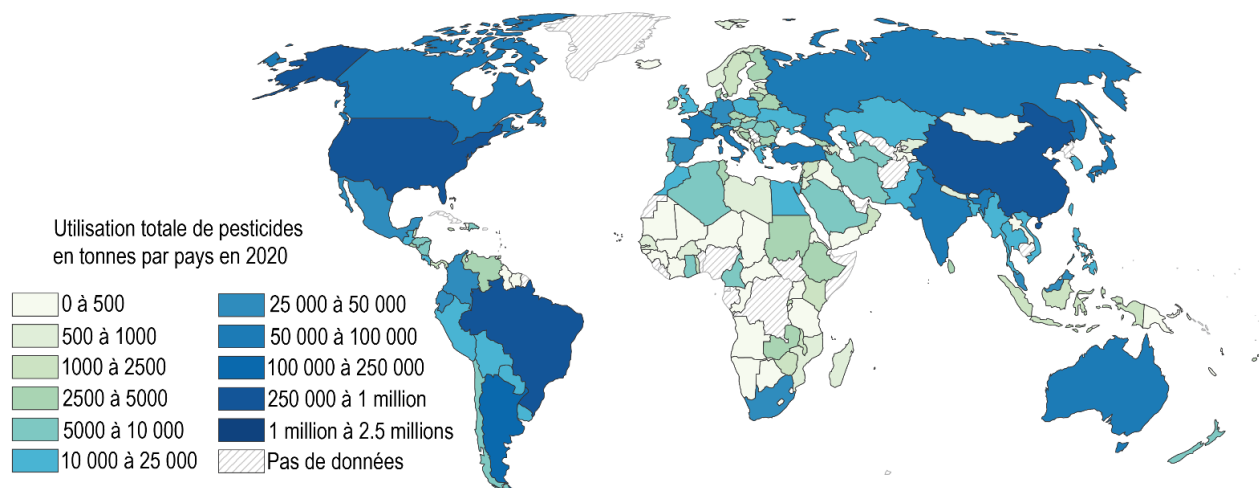 Utilisation totale de pesticides
en tonnes par pays en 2020
0 à 500
500 à 1000
1000 à 2500
2500 à 5000
5000 à 10 000
10 000 à 25 000
25 000 à 50 000
50 000 à 100 000
100 000 à 250 000
250 000 à 1 million
1 million à 2.5 millions
Pas de données